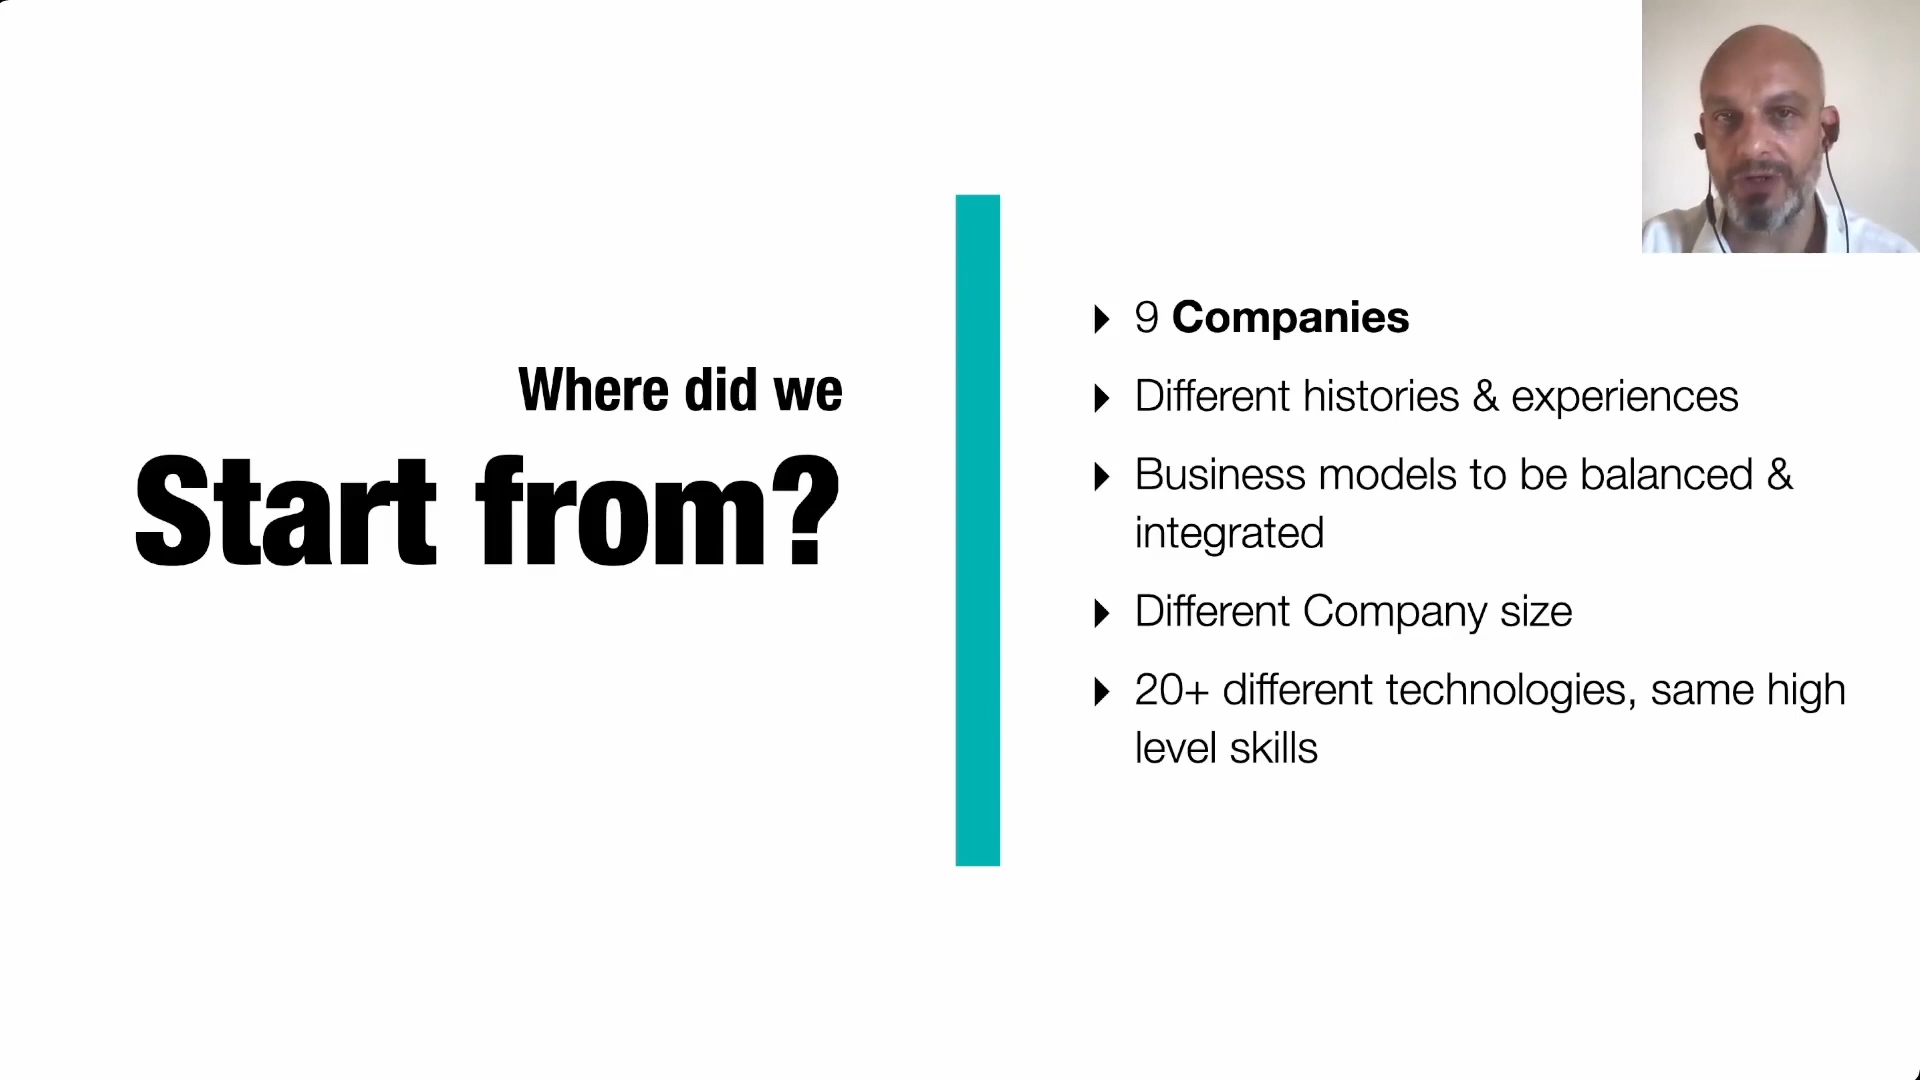 Where did we
Start from?
9 Companies
Different histories & experiences
Business models to be balanced &
integrated
Different Company size
20+ different technologies, same high
level skills